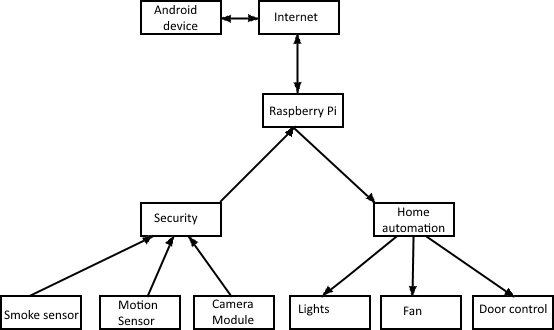 Android
device
Internet
Raspberry Pi
Security
Home
automation
Smoke sensor
Motion
Sensor
Camera
Module
Lights
Fan
Door control